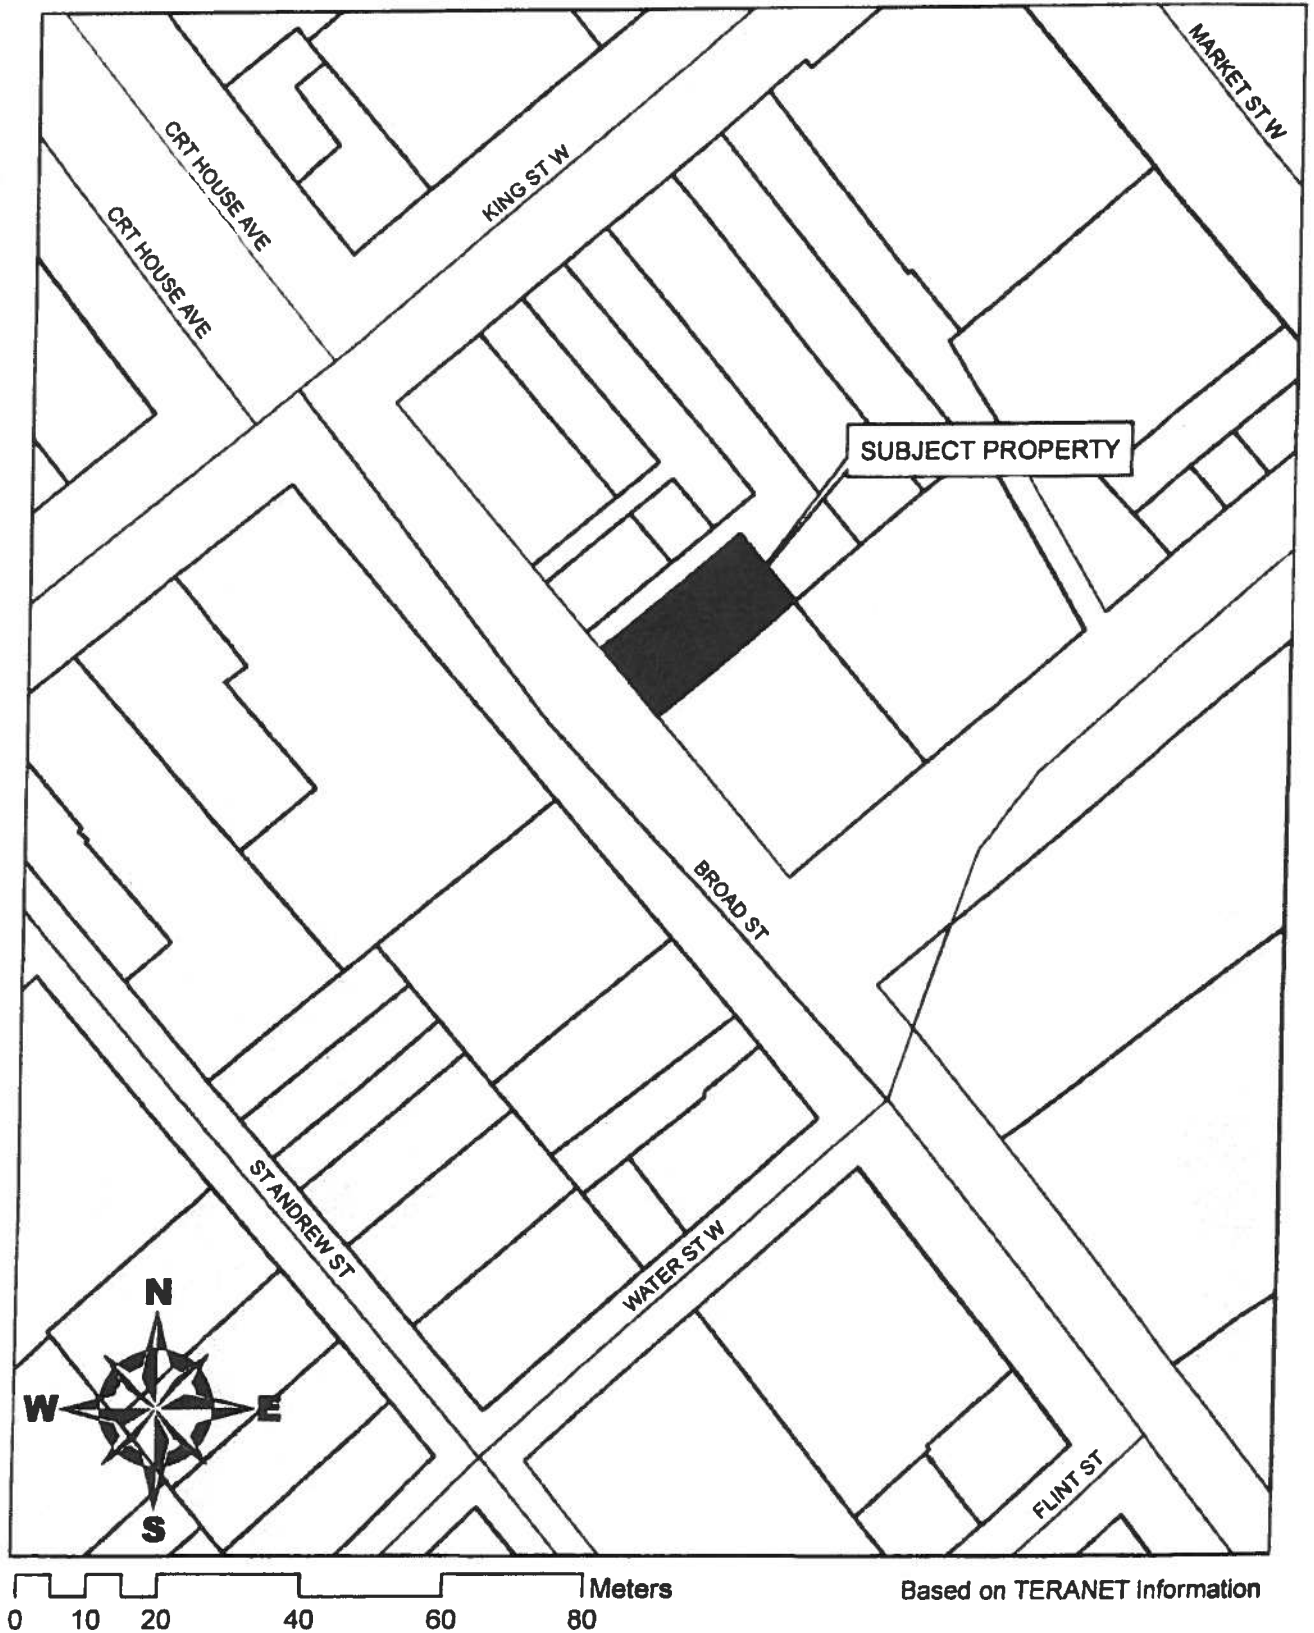 MARKET ST W
CRT HOUSE AVE
KING ST W
CRT HOUSE AVE
SUBJECT PROPERTY
BROAD ST
ST ANDREW ST
WATER ST W
FLINT ST
N
W
E
S
Meters
0 10 20 40 60 80
Based on TERANET Information